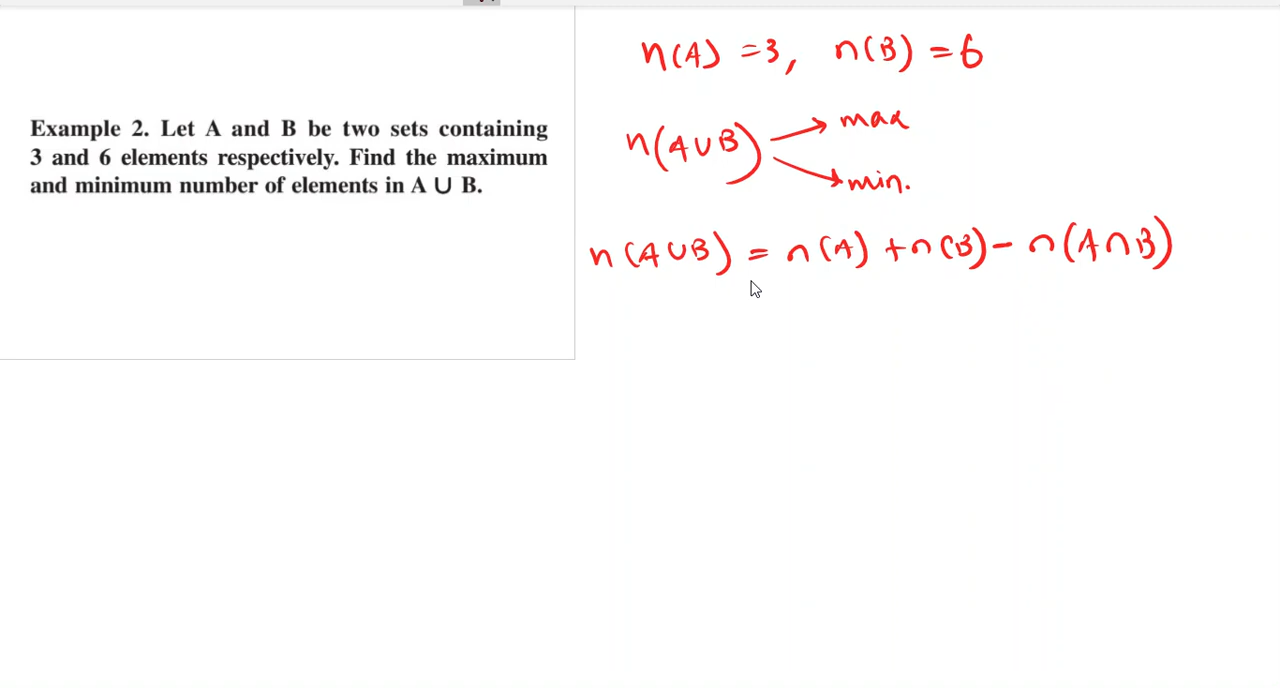 Example 2. Let A and B be two sets containing
3 and 6 elements respectively. Find the maximum
and minimum number of elements in A ∪ B.
n(A) = 3, n(B) = 6
n(A∪B) → max
→ min.
n(A∪B) = n(A) + n(B) - n(A∩B)